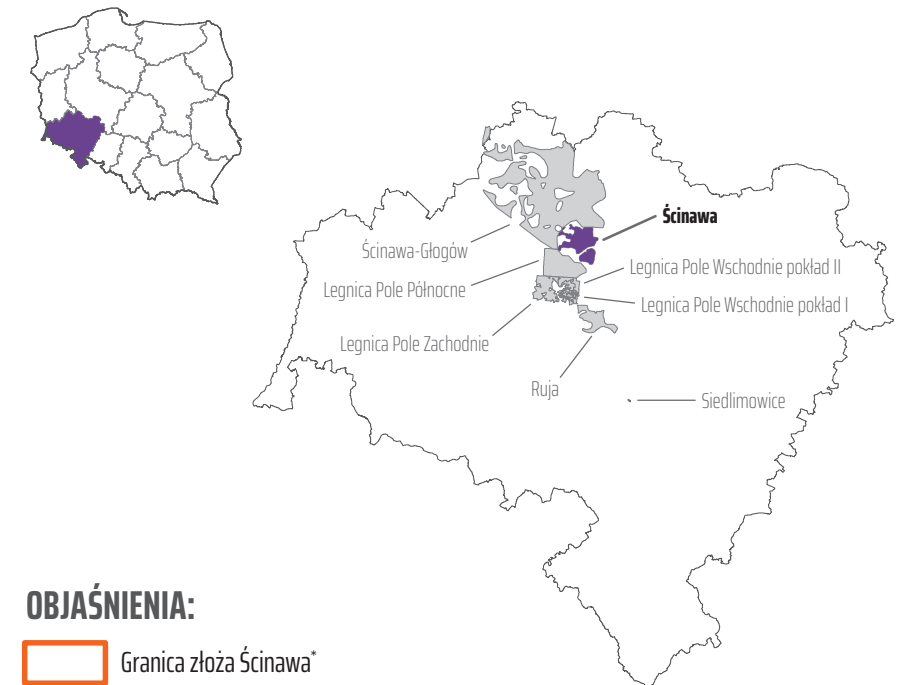 Ścinawa
Ścinawa-Głogów
Legnica Pole Wschodnie pokład II
Legnica Pole Północne
Legnica Pole Wschodnie pokład I
Legnica Pole Zachodnie
Ruja
Siedlimowice
OBJAŚNIENIA:
Granica złoża Ścinawa*